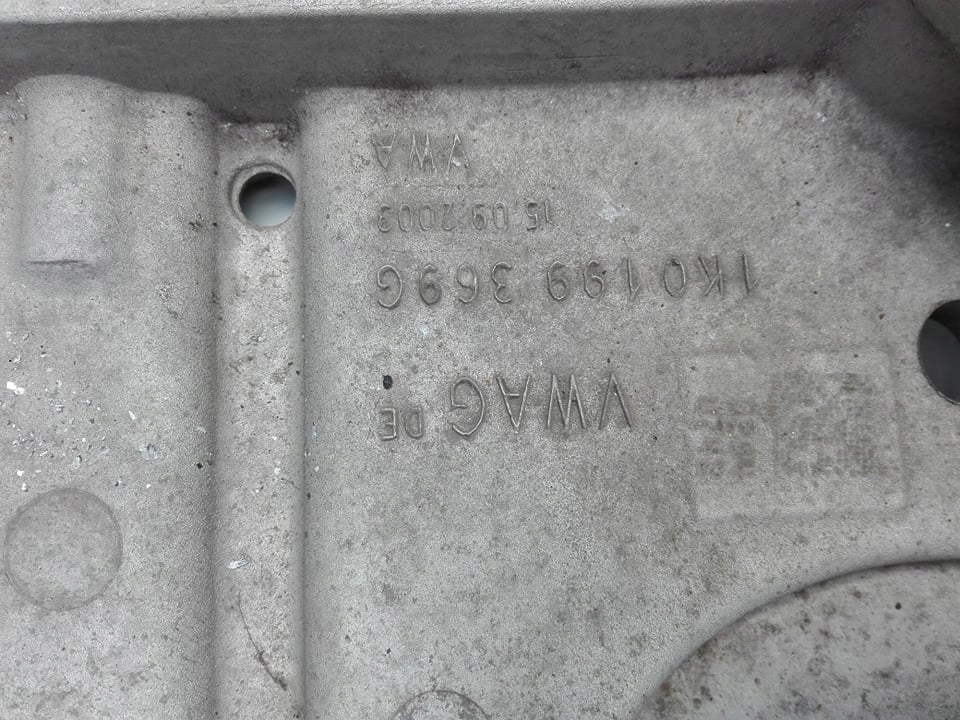 VWAG DE
1K0199 369G
15.09.2003
VWA